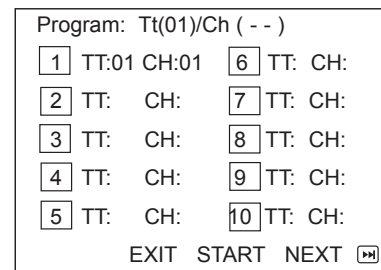 Program: Tt(01)/Ch ( - - )
1 TT:01 CH:01 6 TT: CH:
2 TT: CH: 7 TT: CH:
3 TT: CH: 8 TT: CH:
4 TT: CH: 9 TT: CH:
5 TT: CH: 10 TT: CH:
EXIT START NEXT